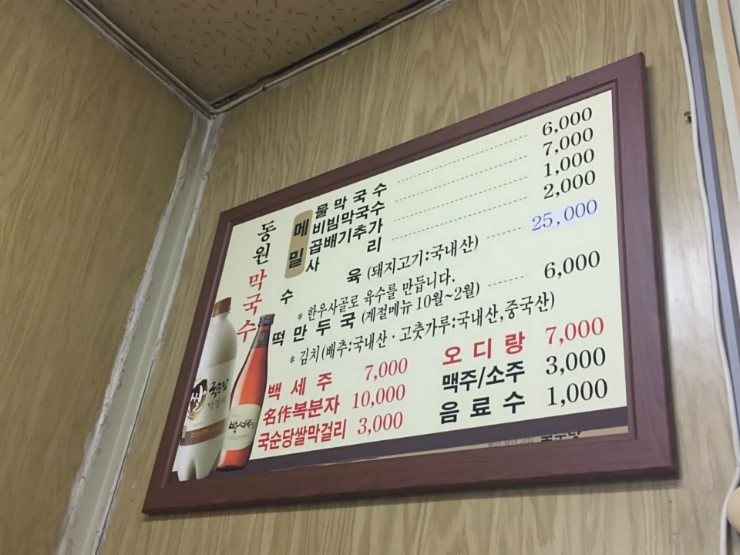 동원막국수
메밀
물막국수 6,000
비빔막국수 7,000
곱배기추가 1,000
사리 2,000
수육 (돼지고기:국내산) 25,000
* 한우사골로 육수를 만듭니다.
떡만두국 (계절메뉴 10월~2월) 6,000
* 김치(배추:국내산 · 고춧가루:국내산,중국산)
백세주 7,000 오디랑 7,000
名作복분자 10,000 맥주/소주 3,000
국순당쌀막걸리 3,000 음료수 1,000
쌀